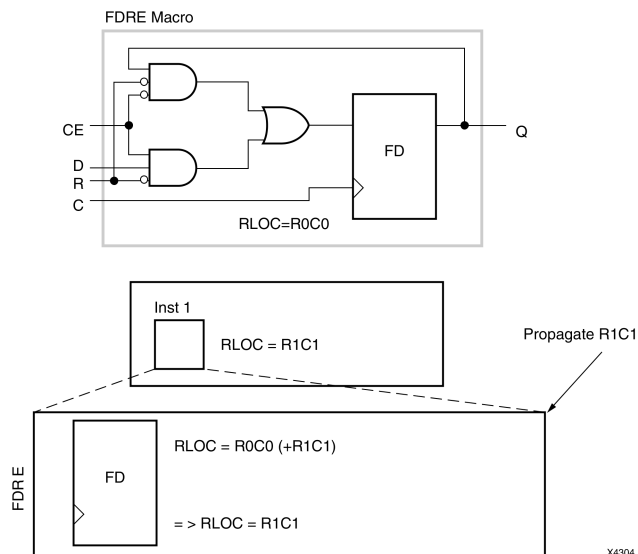 FDRE Macro
CE
D
R
C
FD
Q
RLOC=R0C0
Inst 1
RLOC = R1C1
Propagate R1C1
FDR E
FD
RLOC = R0C0 (+R1C1)
= > RLOC = R1C1
X4304